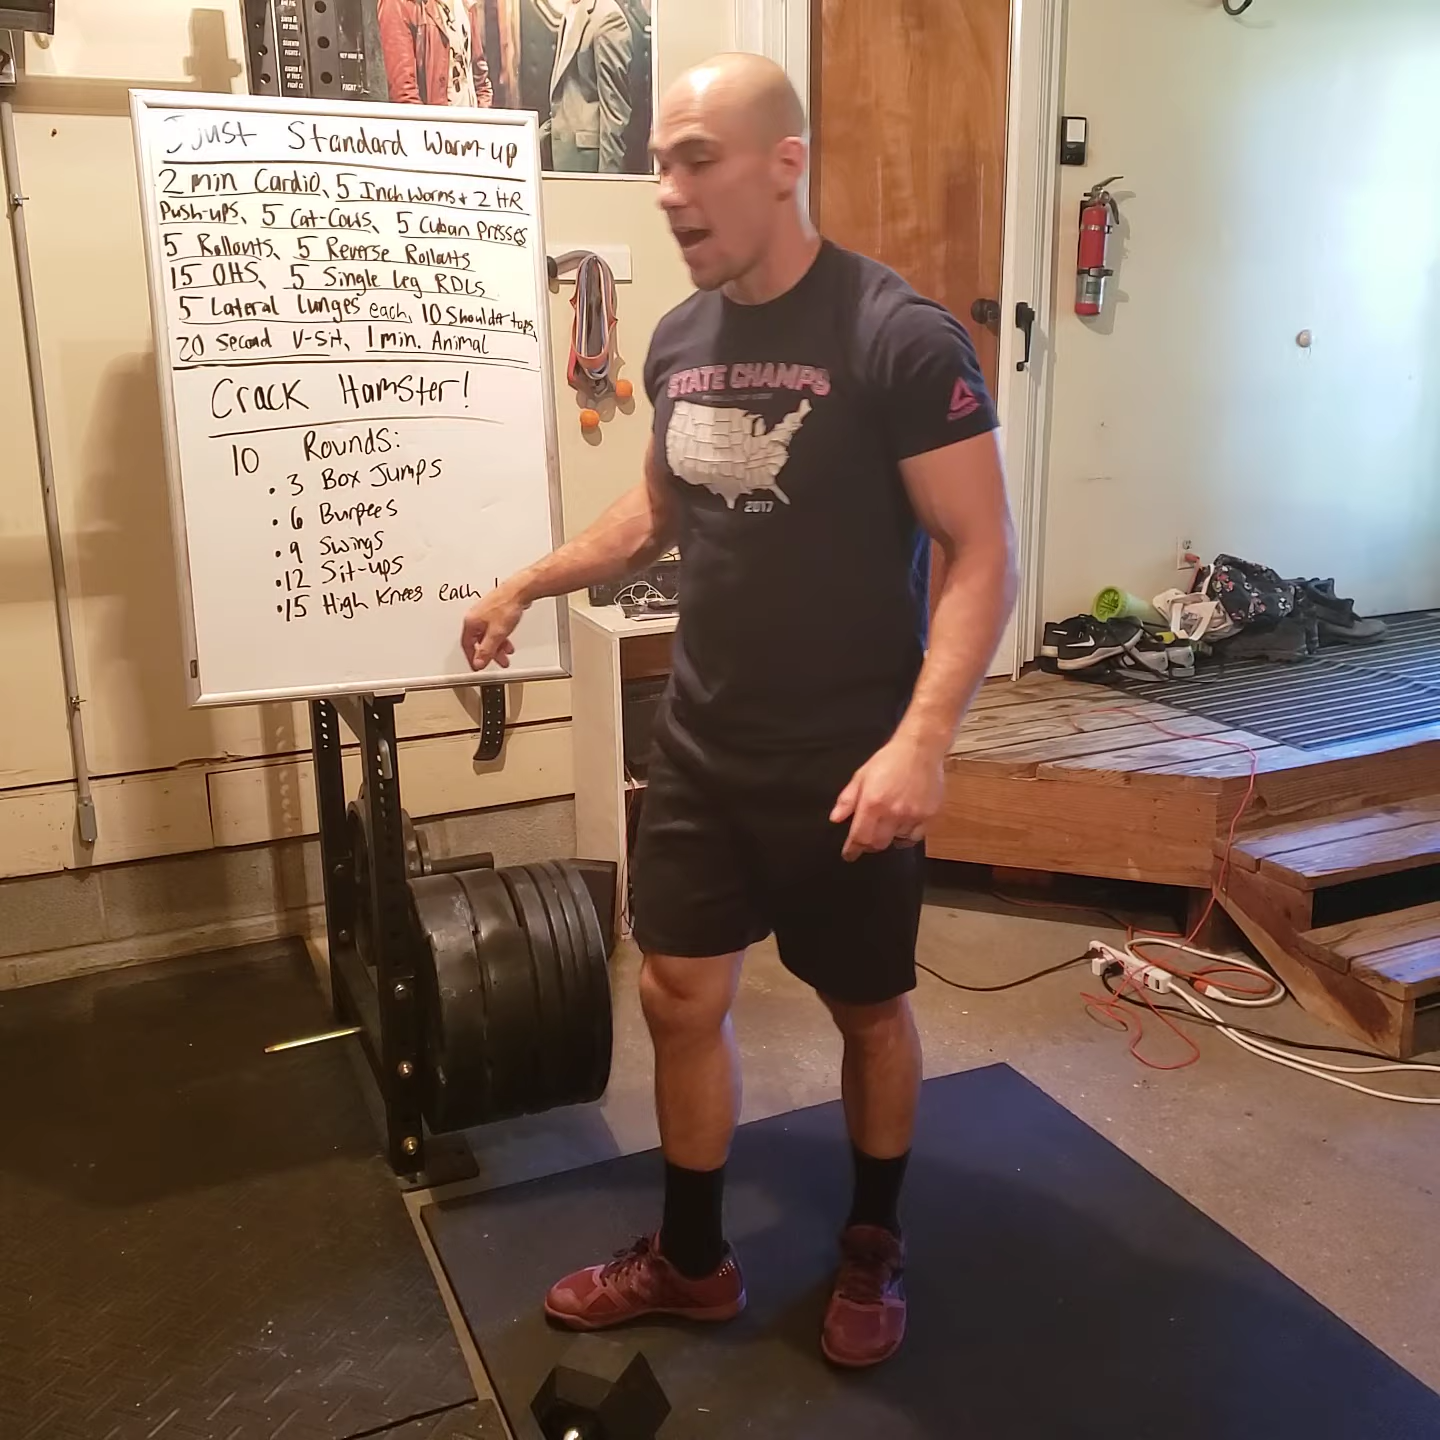 Just Standard Warm-up
2 min Cardio, 5 Inchworms + 2 HR
Push-ups, 5 Cat-Cows, 5 Cuban Presses
5 Rollouts, 5 Reverse Rollouts
15 OHS, 5 Single Leg RDLs
5 Lateral Lunges each, 10 Shoulder taps,
20 second V-Sit, 1 min. Animal
Crack Hamster!
10 Rounds:
• 3 Box Jumps
• 6 Burpees
• 9 Swings
• 12 Sit-ups
• 15 High Knees each
STATE CHAMPS
2017
FIGHT.